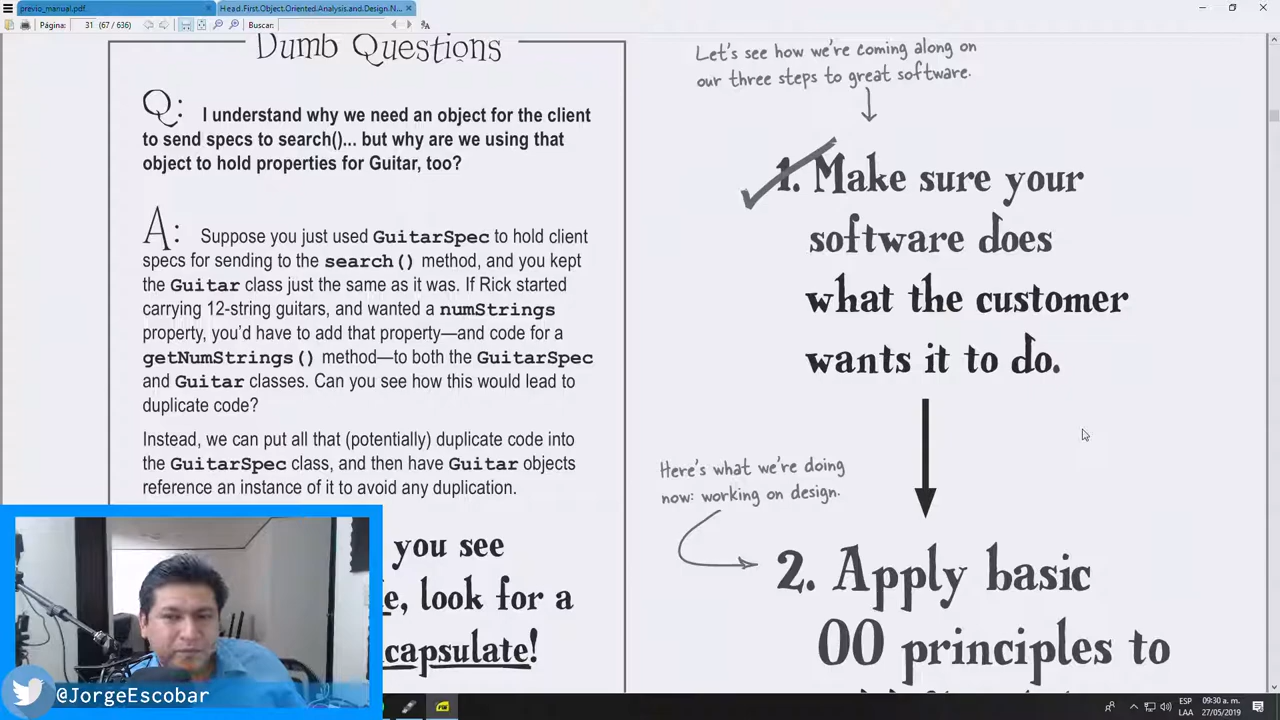 previo_manual.pdf
Head.First.Object.Oriented.Analysis.and.Design.N...
Página:
31 (67 / 636)
Buscar:
Dumb Questions
Let's see how we're coming along on
our three steps to great software.
Q: I understand why we need an object for the client
to send specs to search()... but why are we using that
object to hold properties for Guitar, too?
A: Suppose you just used GuitarSpec to hold client
specs for sending to the search() method, and you kept
the Guitar class just the same as it was. If Rick started
carrying 12-string guitars, and wanted a numStrings
property, you'd have to add that property—and code for a
getNumStrings() method—to both the GuitarSpec
and Guitar classes. Can you see how this would lead to
duplicate code?
Instead, we can put all that (potentially) duplicate code into
the GuitarSpec class, and then have Guitar objects
reference an instance of it to avoid any duplication.
you see
, look for a
capsulate!
1. Make sure your
software does
what the customer
wants it to do.
Here's what we're doing
now: working on design.
2. Apply basic
OO principles to
@JorgeEscobar
ESP
LAA
09:30 a. m.
27/05/2019